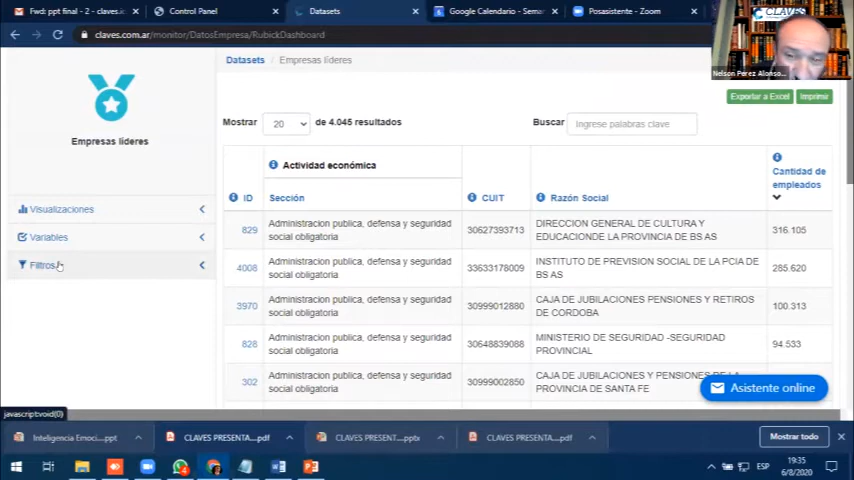 Fwd: ppt final - 2 - claves.i
Control Panel
Datasets
Google Calendario - Sema
Posasistente - Zoom
claves.com.ar/monitor/DatosEmpresa/RubickDashboard
CLAVES
Nelson Perez Alonso...
Datasets / Empresas líderes
Exportar a Excel
Imprimir
Empresas líderes
Mostrar 20 de 4.045 resultados
Buscar Ingrese palabras clave
Visualizaciones
Variables
Filtros
Actividad económica
Cantidad de
empleados
ID Sección CUIT Razón Social
829 Administracion publica, defensa y seguridad
social obligatoria
30627393713 DIRECCION GENERAL DE CULTURA Y
EDUCACIONDE LA PROVINCIA DE BS AS
316.105
4008 Administracion publica, defensa y seguridad
social obligatoria
33633178009 INSTITUTO DE PREVISION SOCIAL DE LA PCIA DE
BS AS
285.620
3970 Administracion publica, defensa y seguridad
social obligatoria
30999012880 CAJA DE JUBILACIONES PENSIONES Y RETIROS
DE CORDOBA
100.313
828 Administracion publica, defensa y seguridad
social obligatoria
30648839088 MINISTERIO DE SEGURIDAD -SEGURIDAD
PROVINCIAL
94.533
302 Administracion publica, defensa y seguridad
social obligatoria
30999002850 CAJA DE JUBILACIONES Y PENSIONES DE LA
PROVINCIA DE SANTA FE
Asistente online
javascript:void(0)
Inteligencia Emoci....ppt
CLAVES PRESENTA....pdf
CLAVES PRESENT....pptx
CLAVES PRESENT....pdf
Mostrar todo
4
ESP
19:35
6/8/2020